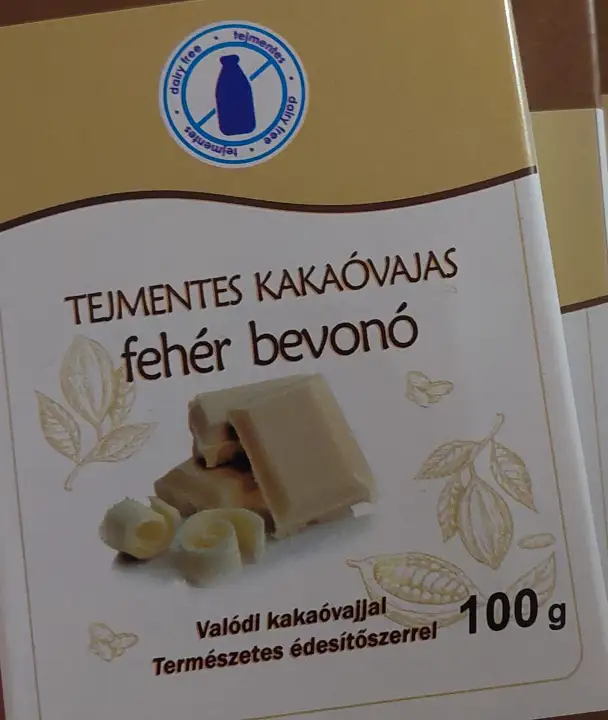 tejmentes • dairy free • tejmentes • dairy free •
TEJMENTES KAKAÓVAJAS
fehér bevonó
Valódi kakaóvajjal
Természetes édesítőszerrel
100 g